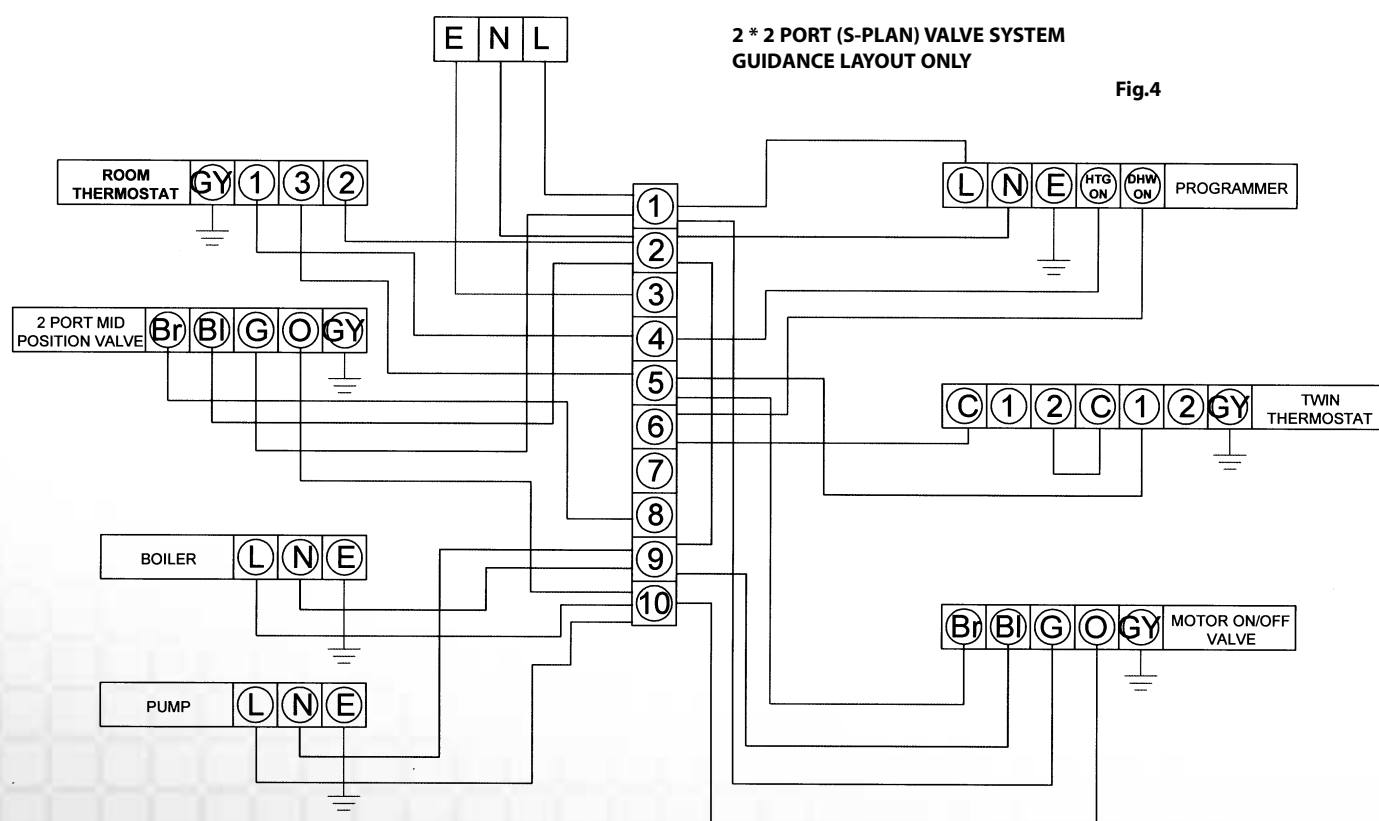 E N L
2 * 2 PORT (S-PLAN) VALVE SYSTEM
GUIDANCE LAYOUT ONLY
Fig.4
ROOM
THERMOSTAT
GY 1 3 2
L N E HTG ON DHW ON
PROGRAMMER
1
2
3
4
5
6
7
8
9
10
2 PORT MID
POSITION VALVE
Br Bl G O GY
C 1 2 C 1 2 GY
TWIN
THERMOSTAT
BOILER L N E
Br Bl G O GY
MOTOR ON/OFF
VALVE
PUMP L N E